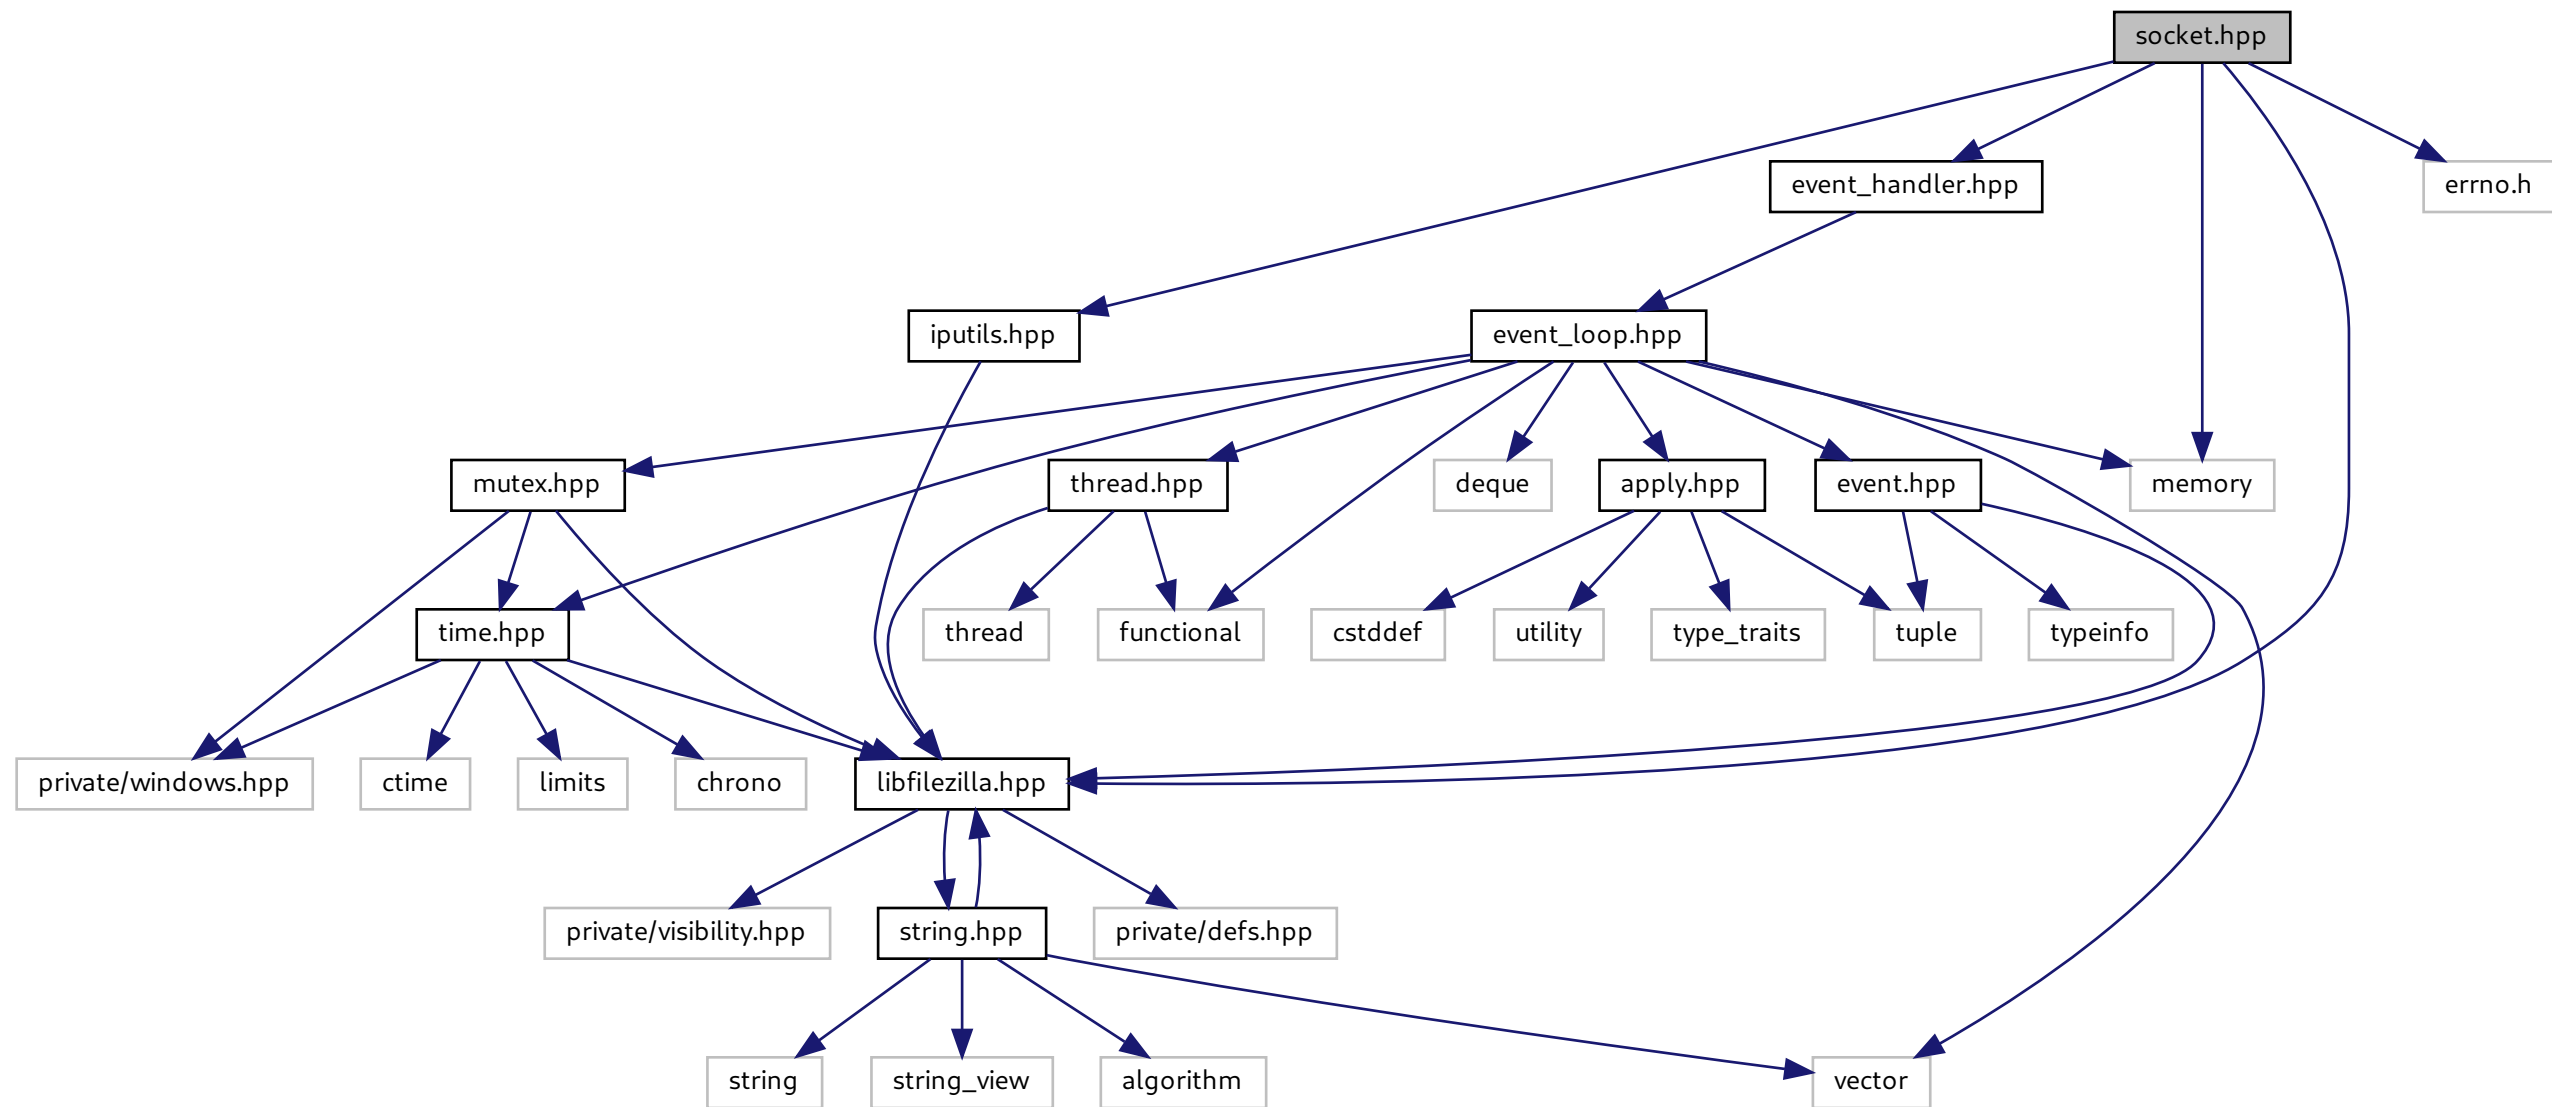 socket.hpp
event_handler.hpp
errno.h
iputils.hpp
event_loop.hpp
mutex.hpp
thread.hpp
deque
apply.hpp
event.hpp
memory
time.hpp
thread
functional
cstddef
utility
type_traits
tuple
typeinfo
private/windows.hpp
ctime
limits
chrono
libfilezilla.hpp
private/visibility.hpp
string.hpp
private/defs.hpp
string
string_view
algorithm
vector